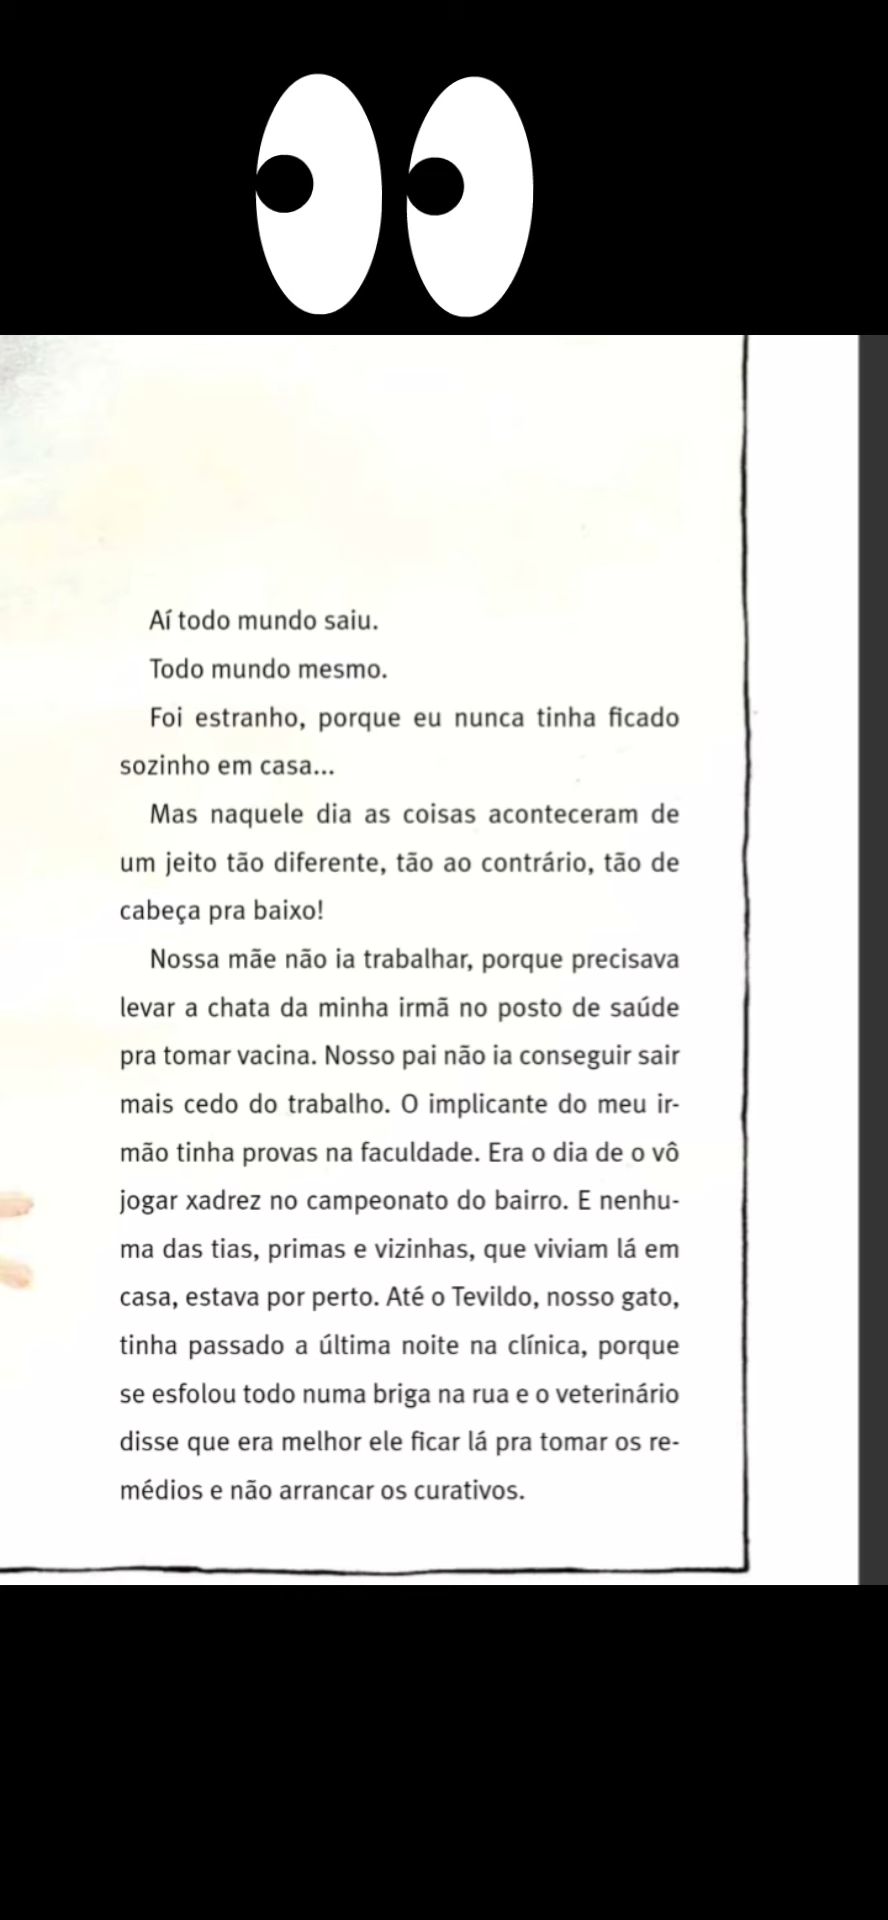 Aí todo mundo saiu.
Todo mundo mesmo.
Foi estranho, porque eu nunca tinha ficado
sozinho em casa...
Mas naquele dia as coisas aconteceram de
um jeito tão diferente, tão ao contrário, tão de
cabeça pra baixo!
Nossa mãe não ia trabalhar, porque precisava
levar a chata da minha irmã no posto de saúde
pra tomar vacina. Nosso pai não ia conseguir sair
mais cedo do trabalho. O implicante do meu ir-
mão tinha provas na faculdade. Era o dia de o vô
jogar xadrez no campeonato do bairro. E nenhu-
ma das tias, primas e vizinhas, que viviam lá em
casa, estava por perto. Até o Tevildo, nosso gato,
tinha passado a última noite na clínica, porque
se esfolou todo numa briga na rua e o veterinário
disse que era melhor ele ficar lá pra tomar os re-
médios e não arrancar os curativos.